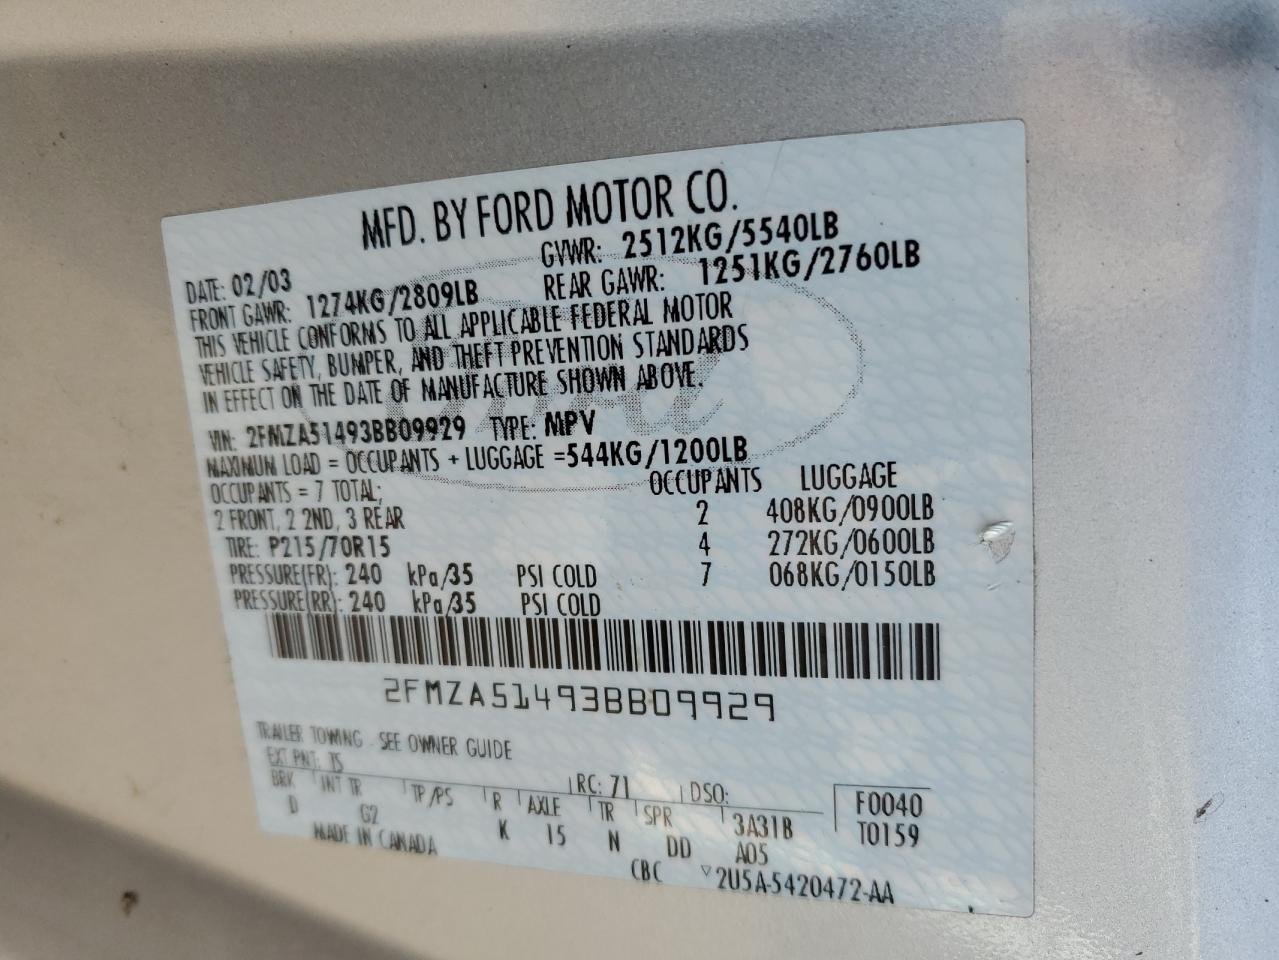 MFD. BY FORD MOTOR CO.
DATE: 02/03 GVWR: 2512KG/5540LB
FRONT GAWR: 1274KG/2809LB REAR GAWR: 1251KG/2760LB
THIS VEHICLE CONFORMS TO ALL APPLICABLE FEDERAL MOTOR
VEHICLE SAFETY, BUMPER, AND THEFT PREVENTION STANDARDS
IN EFFECT ON THE DATE OF MANUFACTURE SHOWN ABOVE.
VIN: 2FMZA51493BB09929 TYPE: MPV
MAXIMUN LOAD = OCCUPANTS + LUGGAGE =544KG/1200LB
OCCUPANTS = 7 TOTAL; OCCUPANTS LUGGAGE
2 FRONT, 2 2ND, 3 REAR 2 408KG/0900LB
TIRE: P215/70R15 4 272KG/0600LB
PRESSURE(FR): 240 kPa/35 PSI COLD 7 068KG/0150LB
PRESSURE(RR): 240 kPa/35 PSI COLD
2FMZA51493BB09929
TRAILER TOWING - SEE OWNER GUIDE
EXT PNT: TS RC: 71 DSO: F0040
BRK INT TR TP/PS R AXLE TR SPR 3A31B T0159
D G2 K 15 N DD A05
MADE IN CANADA CBC ▽2U5A-5420472-AA
Ford